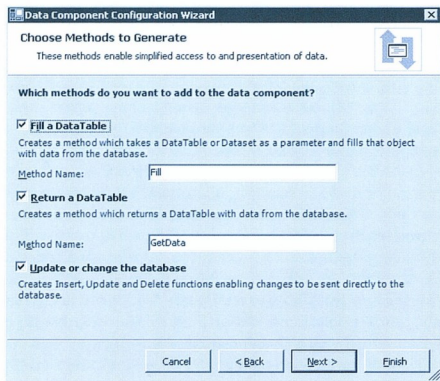 Data Component Configuration Wizard
Choose Methods to Generate
These methods enable simplified access to and presentation of data.
Which methods do you want to add to the data component?
Fill a DataTable
Creates a method which takes a DataTable or Dataset as a parameter and fills that object
with data from the database.
Method Name: Fill
Return a DataTable
Creates a method which returns a DataTable with data from the database.
Method Name: GetData
Update or change the database
Creates Insert, Update and Delete functions enabling changes to be sent directly to the
database.
Cancel < Back Next > Finish